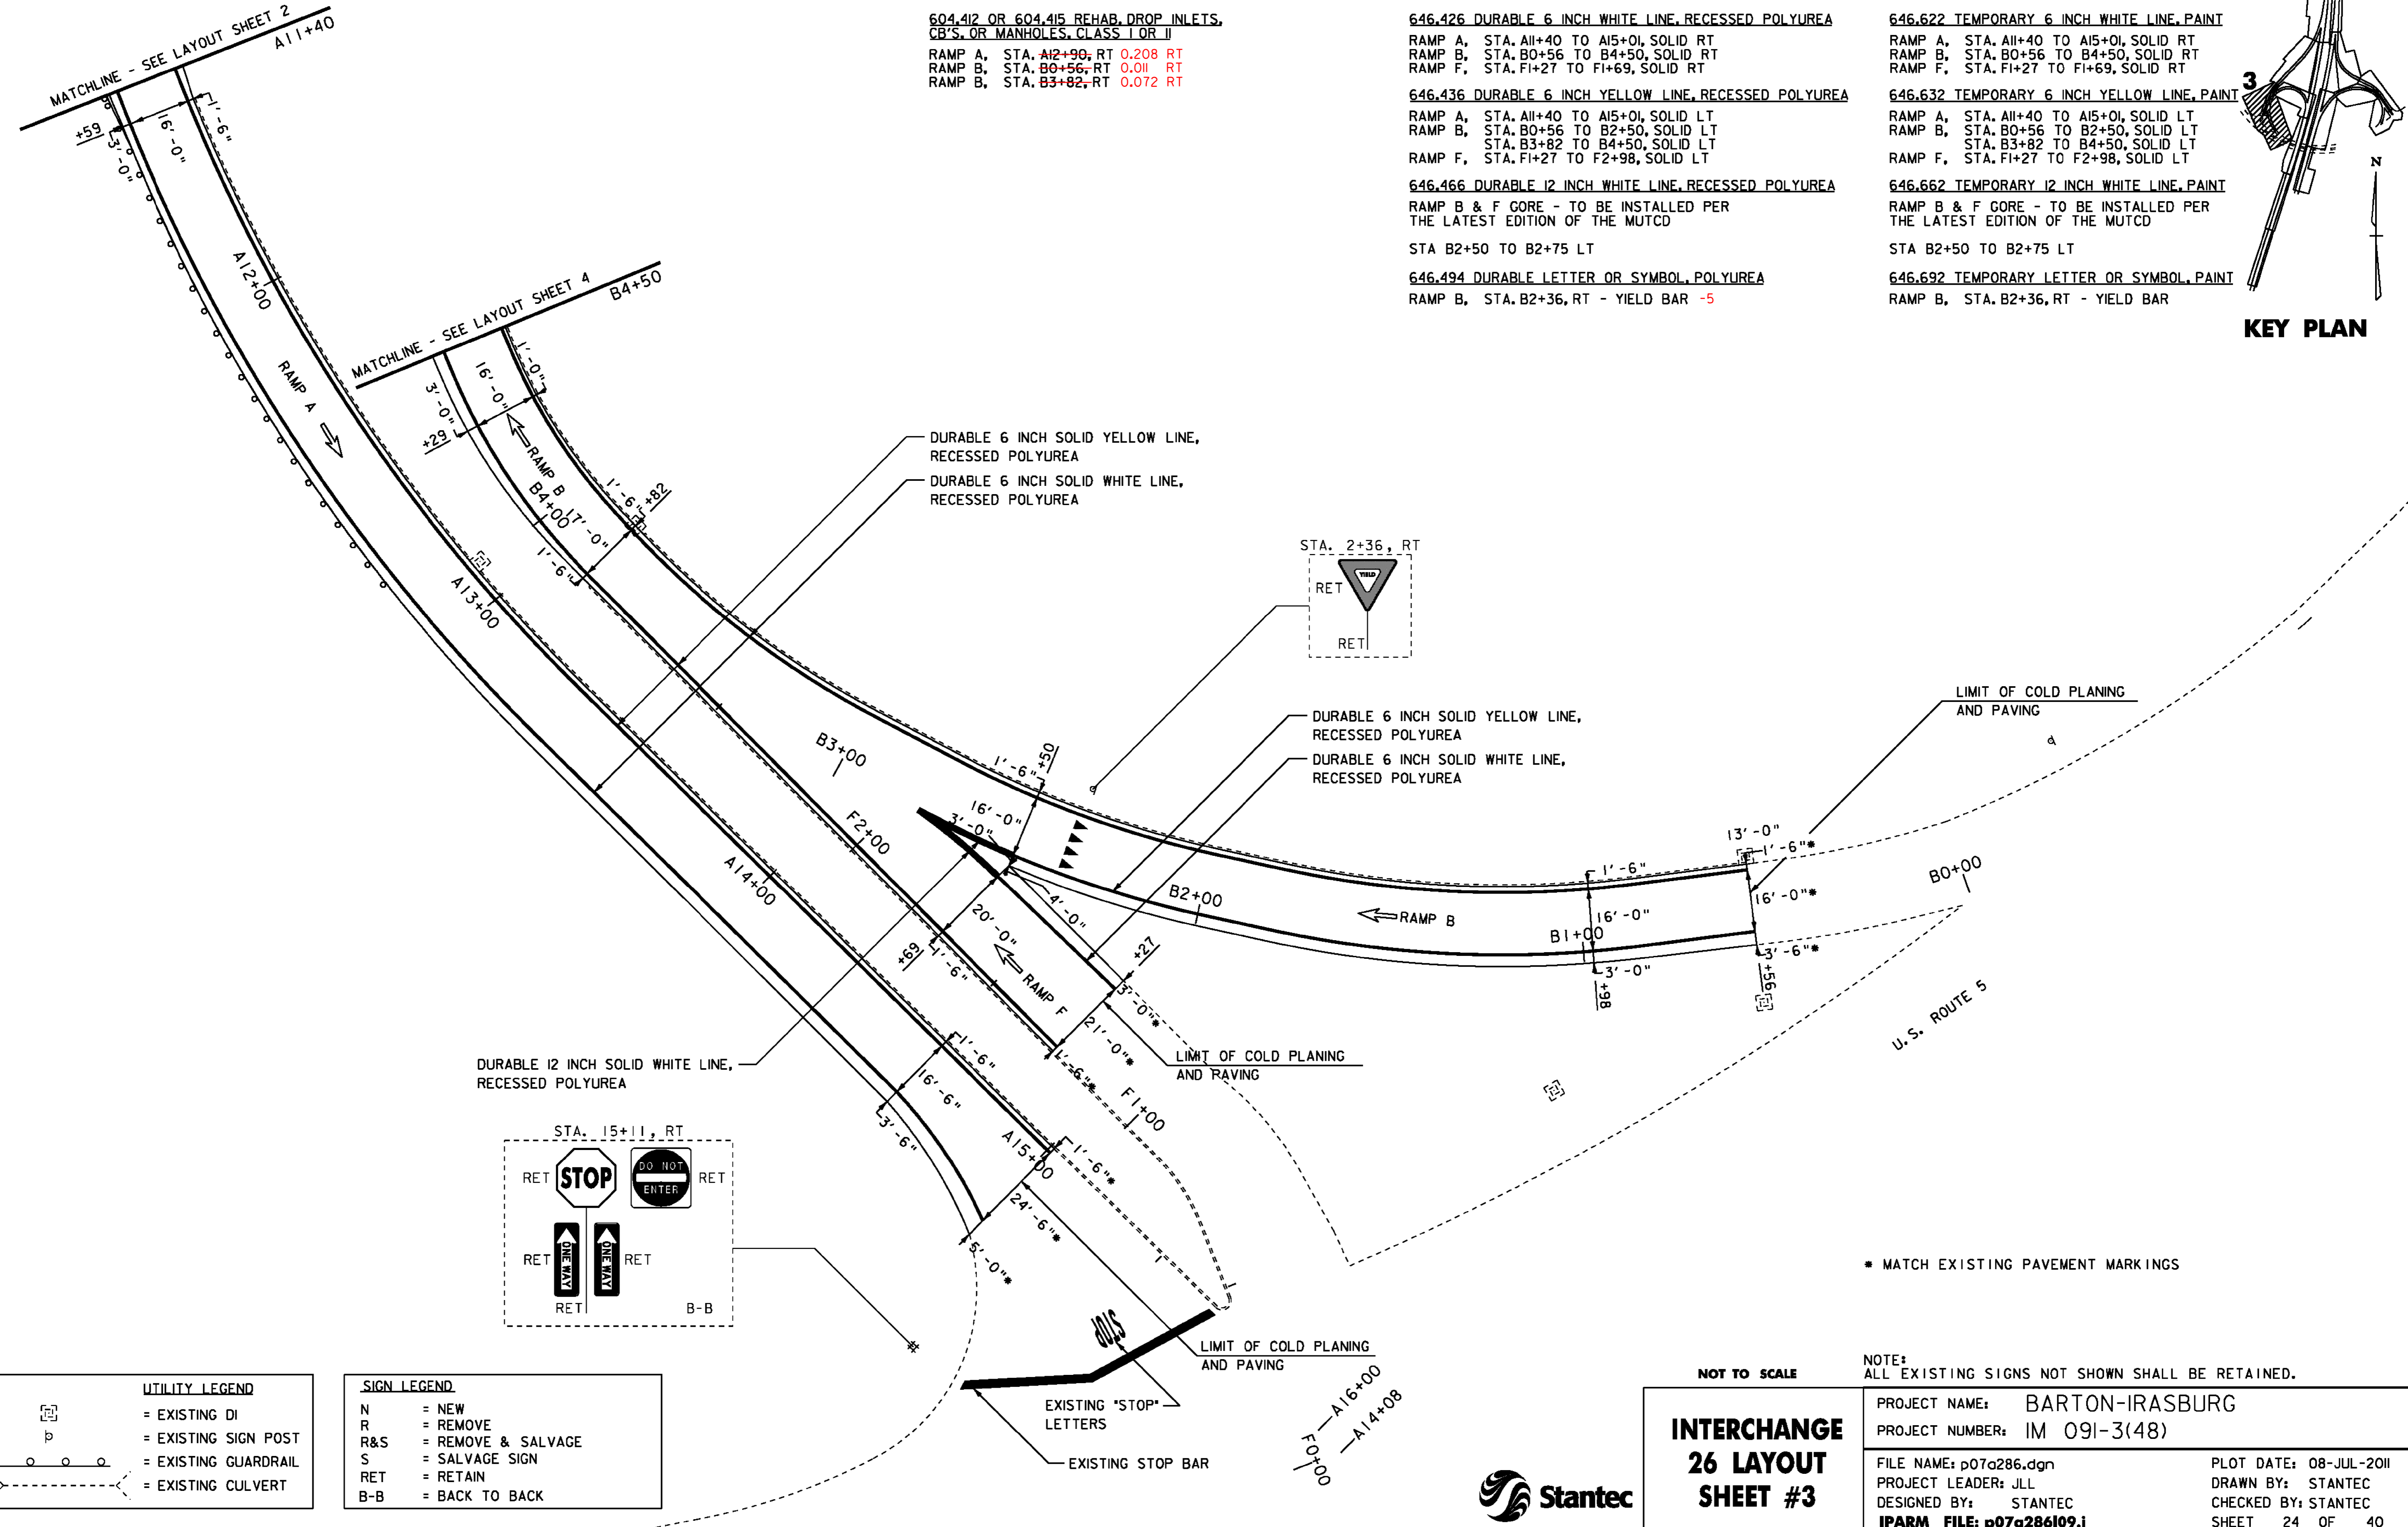 604.412 OR 604.415 REHAB. DROP INLETS,
CB'S, OR MANHOLES, CLASS I OR II
RAMP A, STA. A12+90, RT 0.208 RT
RAMP B, STA. B0+56, RT 0.011 RT
RAMP B, STA. B3+82, RT 0.072 RT
646.426 DURABLE 6 INCH WHITE LINE, RECESSED POLYUREA
RAMP A, STA. A11+40 TO A15+01, SOLID RT
RAMP B, STA. B0+56 TO B4+50, SOLID RT
RAMP F, STA. F1+27 TO F1+69, SOLID RT
646.436 DURABLE 6 INCH YELLOW LINE, RECESSED POLYUREA
RAMP A, STA. A11+40 TO A15+01, SOLID LT
RAMP B, STA. B0+56 TO B2+50, SOLID LT
STA. B3+82 TO B4+50, SOLID LT
RAMP F, STA. F1+27 TO F2+98, SOLID LT
646.466 DURABLE 12 INCH WHITE LINE, RECESSED POLYUREA
RAMP B & F GORE - TO BE INSTALLED PER
THE LATEST EDITION OF THE MUTCD
STA B2+50 TO B2+75 LT
646.494 DURABLE LETTER OR SYMBOL, POLYUREA
RAMP B, STA. B2+36, RT - YIELD BAR -5
646.622 TEMPORARY 6 INCH WHITE LINE, PAINT
RAMP A, STA. A11+40 TO A15+01, SOLID RT
RAMP B, STA. B0+56 TO B4+50, SOLID RT
RAMP F, STA. F1+27 TO F1+69, SOLID RT
646.632 TEMPORARY 6 INCH YELLOW LINE, PAINT
RAMP A, STA. A11+40 TO A15+01, SOLID LT
RAMP B, STA. B0+56 TO B2+50, SOLID LT
STA. B3+82 TO B4+50, SOLID LT
RAMP F, STA. F1+27 TO F2+98, SOLID LT
646.662 TEMPORARY 12 INCH WHITE LINE, PAINT
RAMP B & F GORE - TO BE INSTALLED PER
THE LATEST EDITION OF THE MUTCD
STA B2+50 TO B2+75 LT
646.692 TEMPORARY LETTER OR SYMBOL, PAINT
RAMP B, STA. B2+36, RT - YIELD BAR
3
N
KEY PLAN
MATCHLINE - SEE LAYOUT SHEET 2
A11+40
+59
3'-0"
16'-0"
1'-6"
A12+00
RAMP A
MATCHLINE - SEE LAYOUT SHEET 4
B4+50
3'-0"
16'-0"
1'-0"
+29
RAMP B
B4+00
17'-0"
1'-6"
+82
1'-6"
A13+00
DURABLE 6 INCH SOLID YELLOW LINE,
RECESSED POLYUREA
DURABLE 6 INCH SOLID WHITE LINE,
RECESSED POLYUREA
STA. 2+36, RT
RET
YIELD
RET
DURABLE 6 INCH SOLID YELLOW LINE,
RECESSED POLYUREA
DURABLE 6 INCH SOLID WHITE LINE,
RECESSED POLYUREA
LIMIT OF COLD PLANING
AND PAVING
B3+00
1'-6"
+50
16'-0"
3'-0"
F2+00
A14+00
4'-0"
20'-0"
+69
1'-6"
RAMP F
B2+00
RAMP B
1'-6"
16'-0"
B1+00
3'-0"
+98
13'-0"
1'-6"*
16'-0"*
3'-6"*
+56
B0+00
U.S. ROUTE 5
+27
3'-0"*
21'-0"*
1'-6"*
LIMIT OF COLD PLANING
AND PAVING
F1+00
DURABLE 12 INCH SOLID WHITE LINE,
RECESSED POLYUREA
1'-6"
16'-6"
3'-6"
A15+00
1'-6"*
24'-6"*
5'-0"*
STA. 15+11, RT
RET
STOP
DO NOT
ENTER
RET
RET
ONE WAY
ONE WAY
RET
RET
B-B
STOP
LIMIT OF COLD PLANING
AND PAVING
EXISTING "STOP"
LETTERS
EXISTING STOP BAR
A16+00
A14+08
F0+00
* MATCH EXISTING PAVEMENT MARKINGS
UTILITY LEGEND
= EXISTING DI
= EXISTING SIGN POST
= EXISTING GUARDRAIL
= EXISTING CULVERT
SIGN LEGEND
N = NEW
R = REMOVE
R&S = REMOVE & SALVAGE
S = SALVAGE SIGN
RET = RETAIN
B-B = BACK TO BACK
Stantec
NOT TO SCALE
NOTE:
ALL EXISTING SIGNS NOT SHOWN SHALL BE RETAINED.
INTERCHANGE
26 LAYOUT
SHEET #3
PROJECT NAME: BARTON-IRASBURG
PROJECT NUMBER: IM 091-3(48)
FILE NAME: p07a286.dgn
PLOT DATE: 08-JUL-2011
PROJECT LEADER: JLL
DRAWN BY: STANTEC
DESIGNED BY: STANTEC
CHECKED BY: STANTEC
IPARM FILE: p07a286l09.i
SHEET 24 OF 40